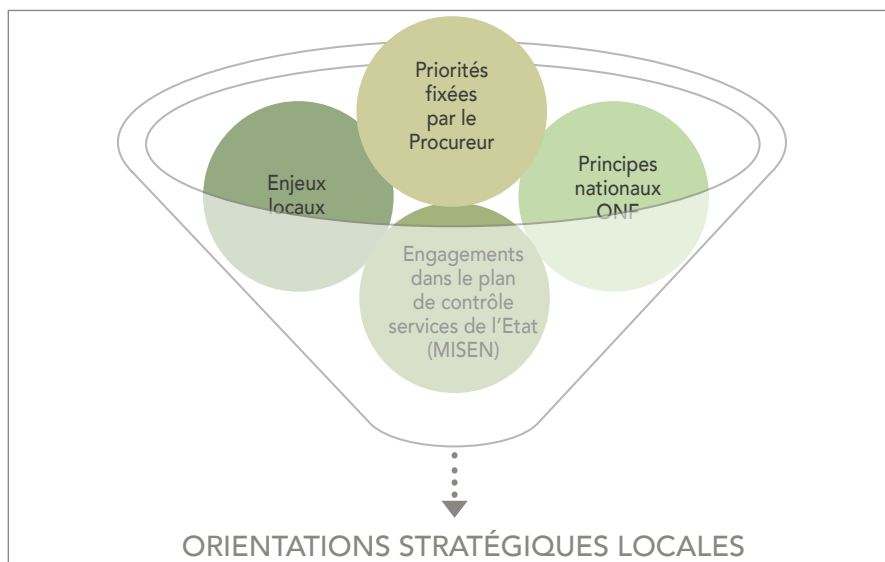 Priorités
fixées
par le
Procureur
Enjeux
locaux
Principes
nationaux
ONF
Engagements
dans le plan
de contrôle
services de l'Etat
(MISEN)
ORIENTATIONS STRATÉGIQUES LOCALES